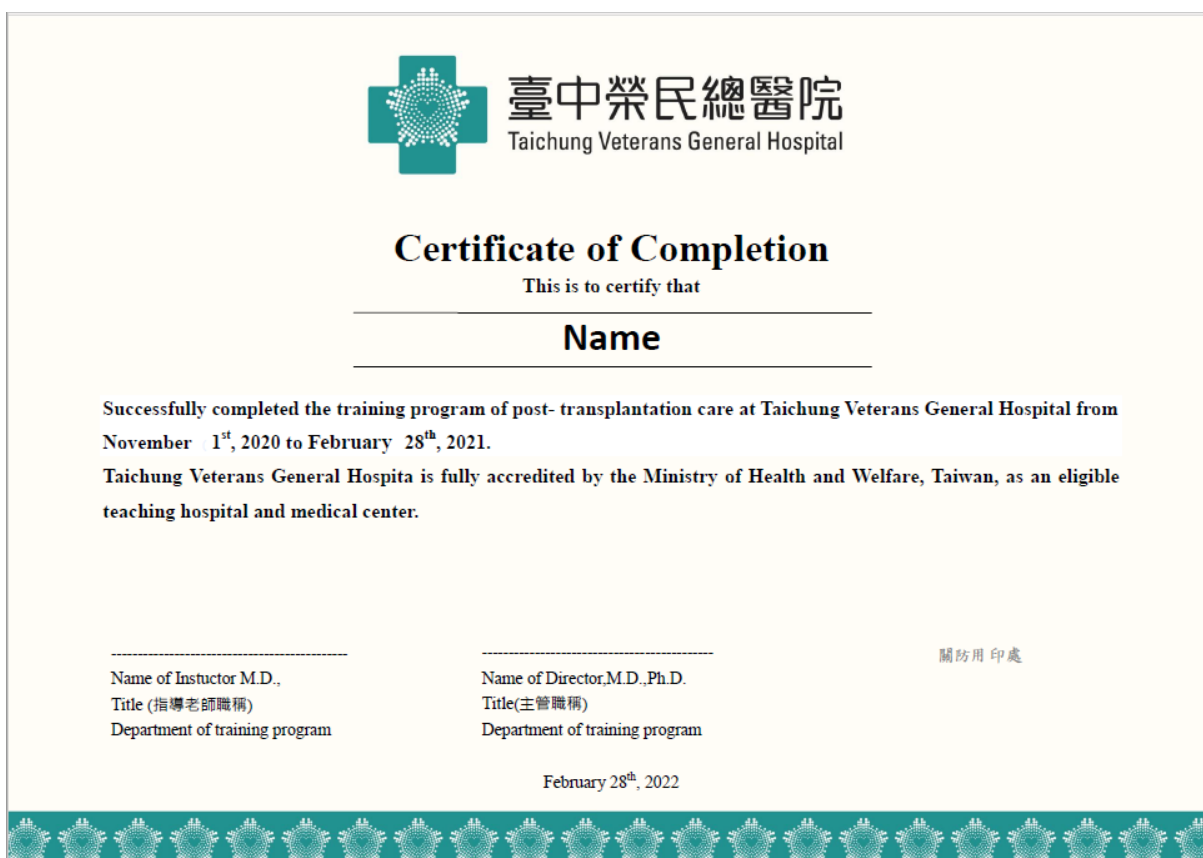 臺中榮民總醫院
Taichung Veterans General Hospital
Certificate of Completion
This is to certify that
Name
Successfully completed the training program of post- transplantation care at Taichung Veterans General Hospital from
November 1st, 2020 to February 28th, 2021.
Taichung Veterans General Hospita is fully accredited by the Ministry of Health and Welfare, Taiwan, as an eligible
teaching hospital and medical center.
Name of Instuctor M.D.,
Title (指導老師職稱)
Department of training program
Name of Director,M.D.,Ph.D.
Title(主管職稱)
Department of training program
關防用印處
February 28th, 2022